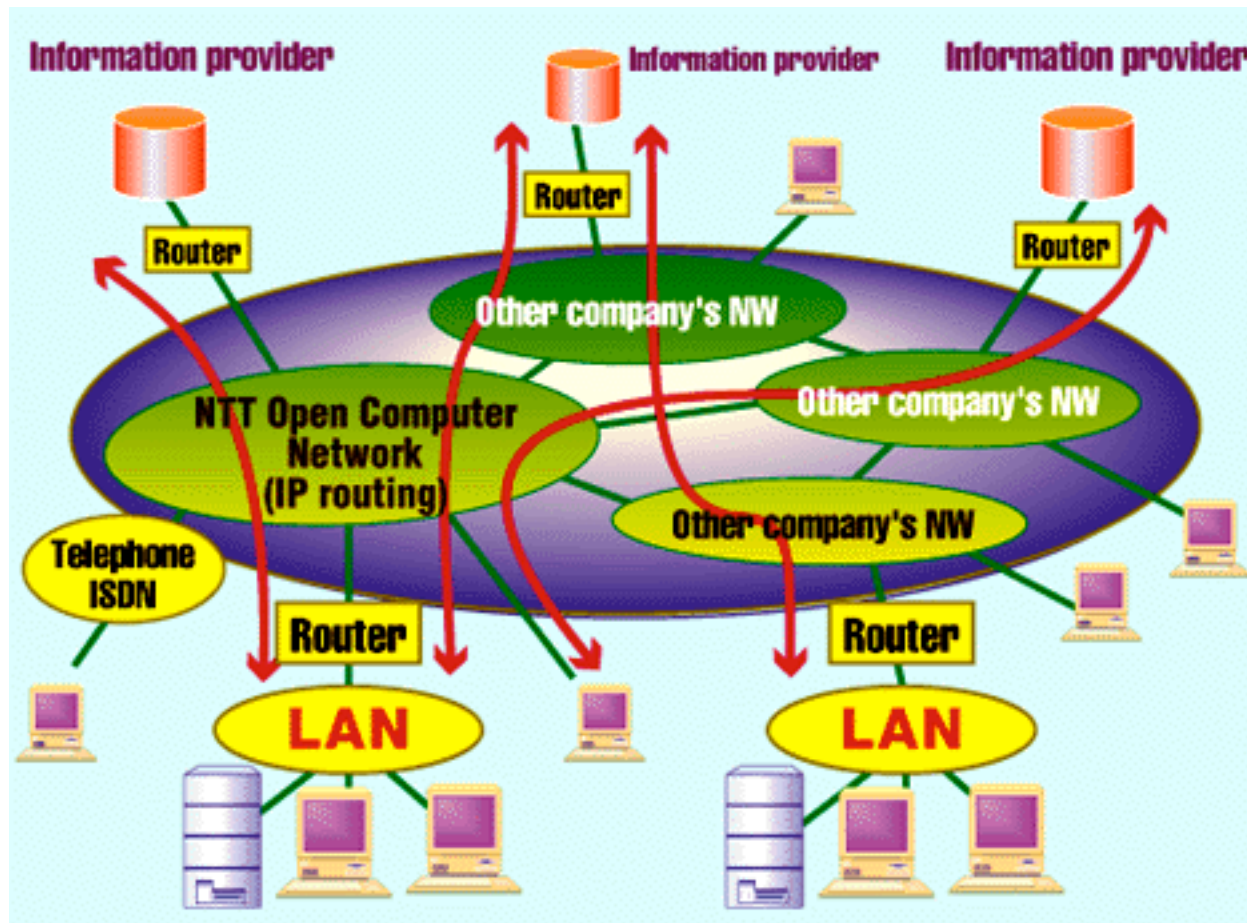 Information provider
Information provider
Information provider
Router
Router
Router
Other company's NW
Other company's NW
NTT Open Computer
Network
(IP routing)
Other company's NW
Telephone
ISDN
Router
Router
LAN
LAN